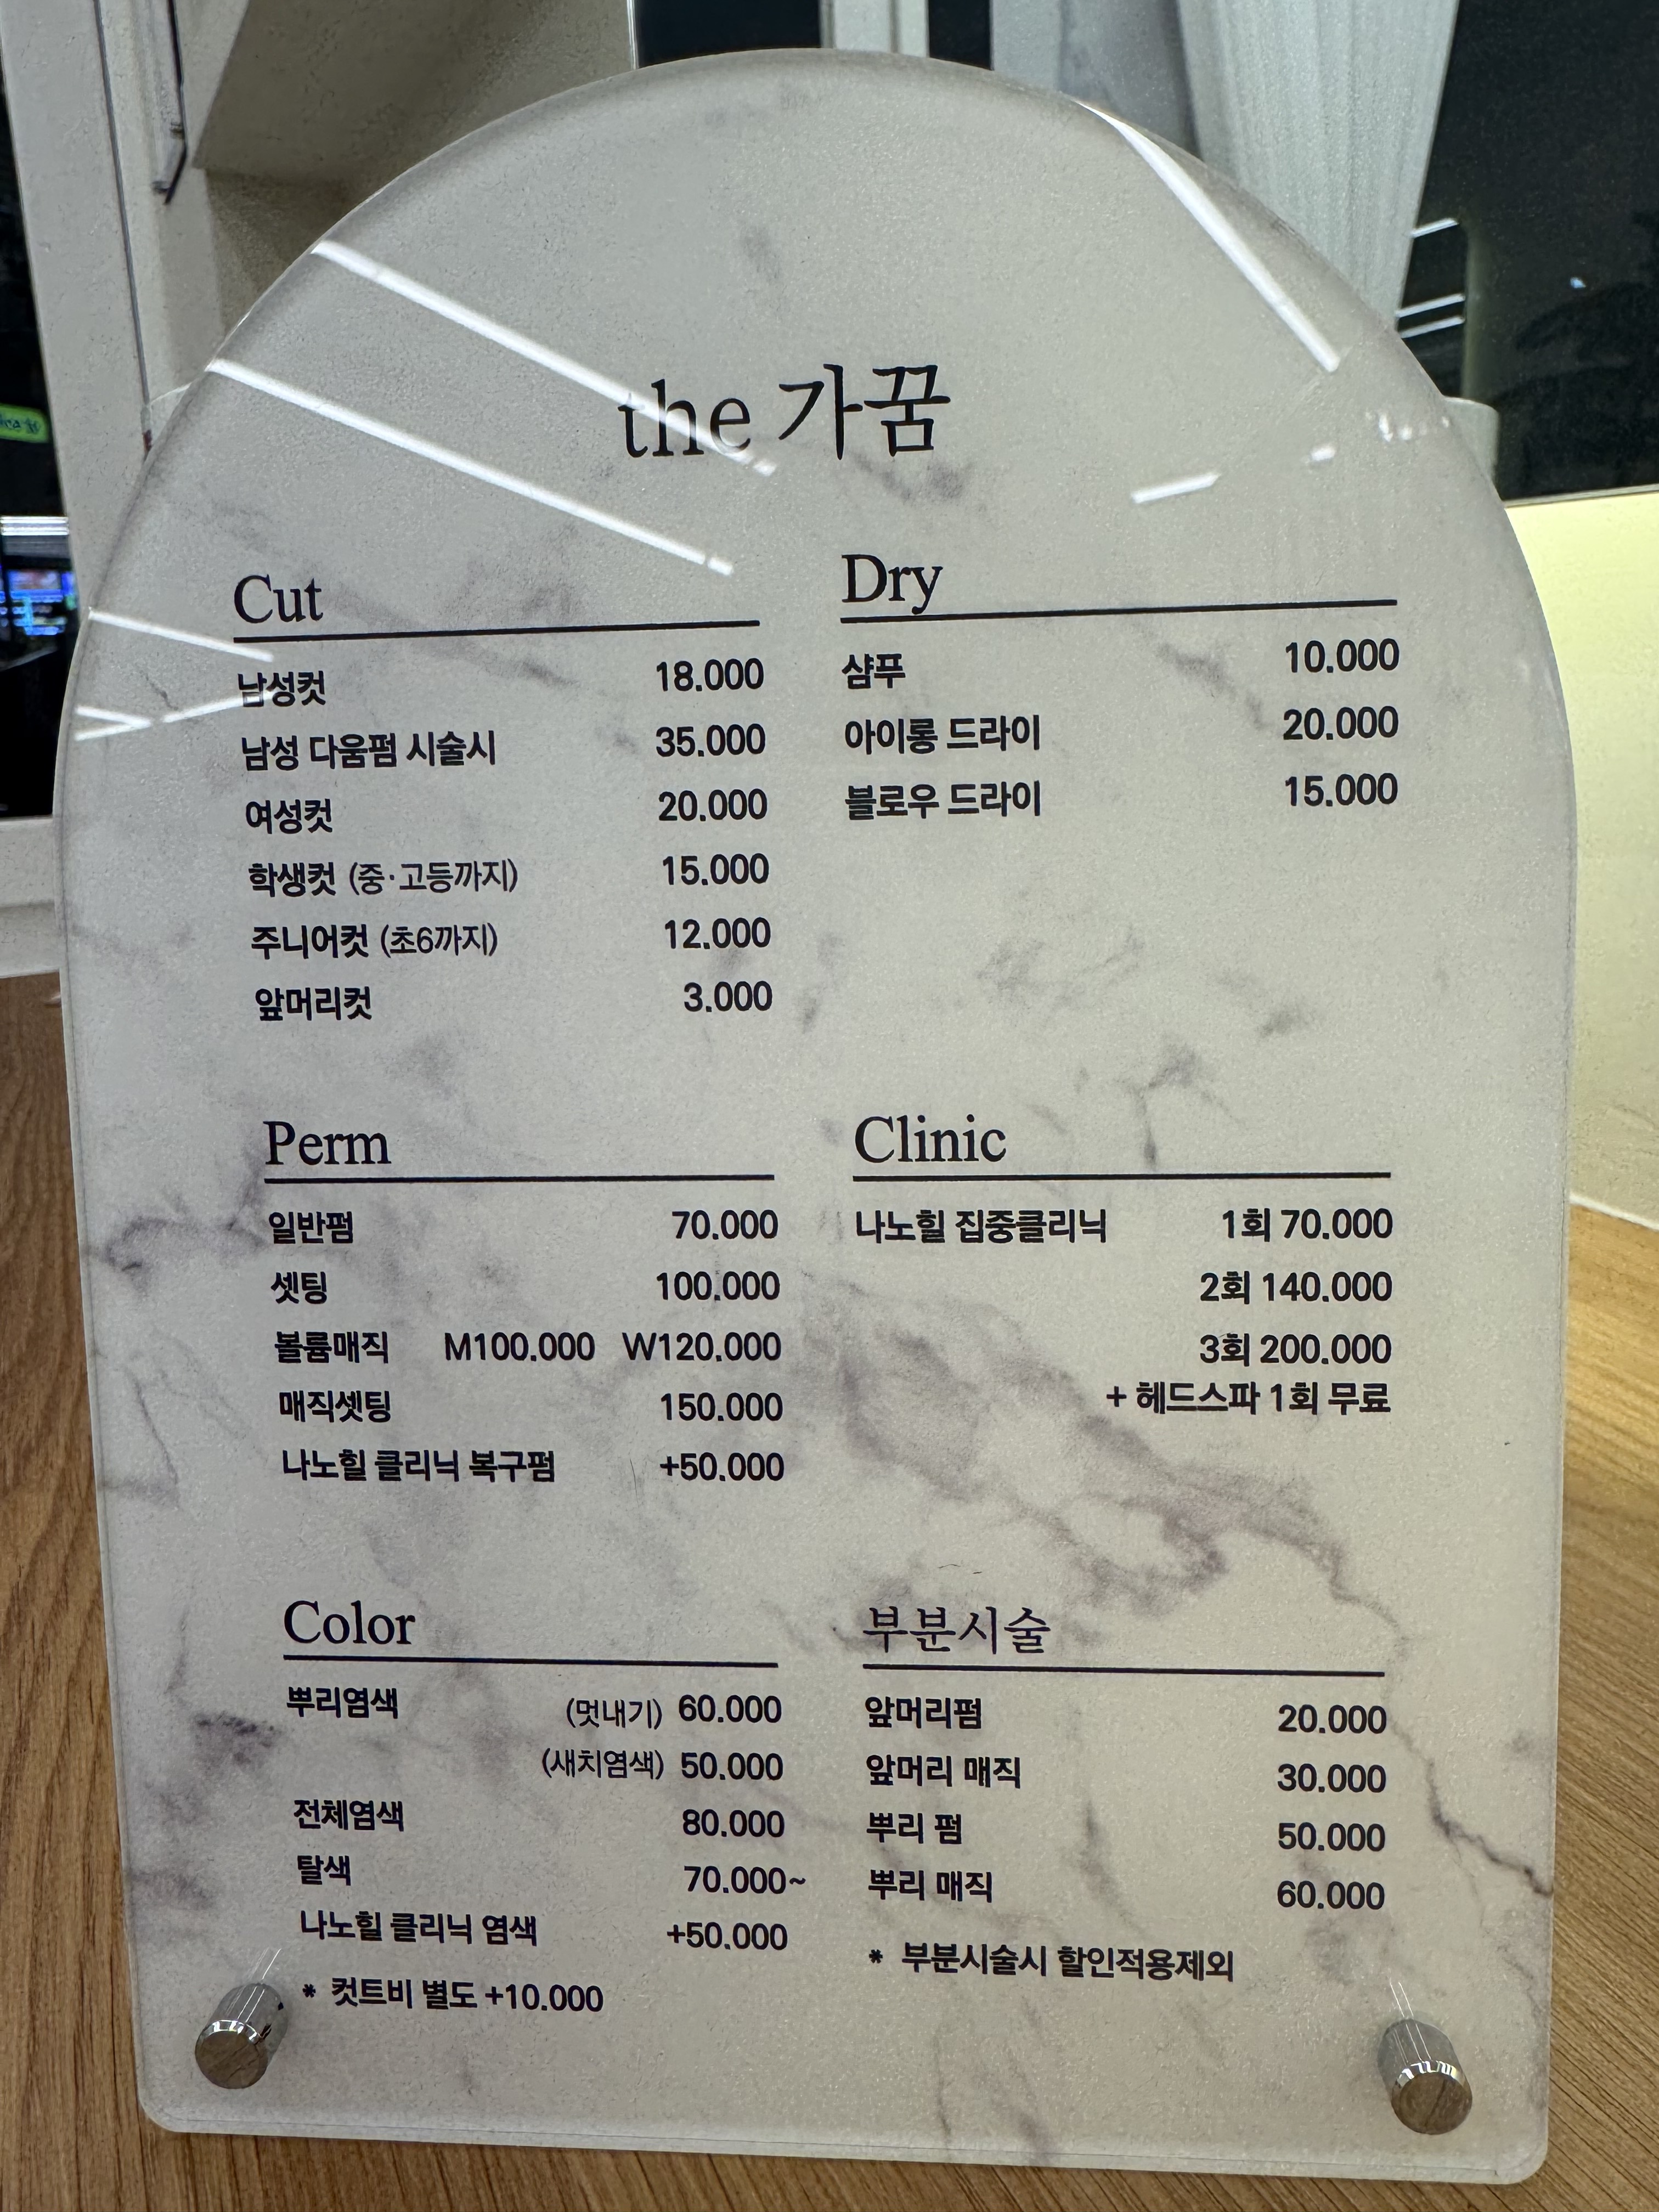 the 가꿈
Cut
남성컷 18.000
남성 다움펌 시술시 35.000
여성컷 20.000
학생컷 (중·고등까지) 15.000
주니어컷 (초6까지) 12.000
앞머리컷 3.000
Dry
샴푸 10.000
아이롱 드라이 20.000
블로우 드라이 15.000
Perm
일반펌 70.000
셋팅 100.000
볼륨매직 M100.000 W120.000
매직셋팅 150.000
나노힐 클리닉 복구펌 +50.000
Clinic
나노힐 집중클리닉 1회 70.000
2회 140.000
3회 200.000
+ 헤드스파 1회 무료
Color
뿌리염색 (멋내기) 60.000
(새치염색) 50.000
전체염색 80.000
탈색 70.000~
나노힐 클리닉 염색 +50.000
* 컷트비 별도 +10.000
부분시술
앞머리펌 20.000
앞머리 매직 30.000
뿌리 펌 50.000
뿌리 매직 60.000
* 부분시술시 할인적용제외